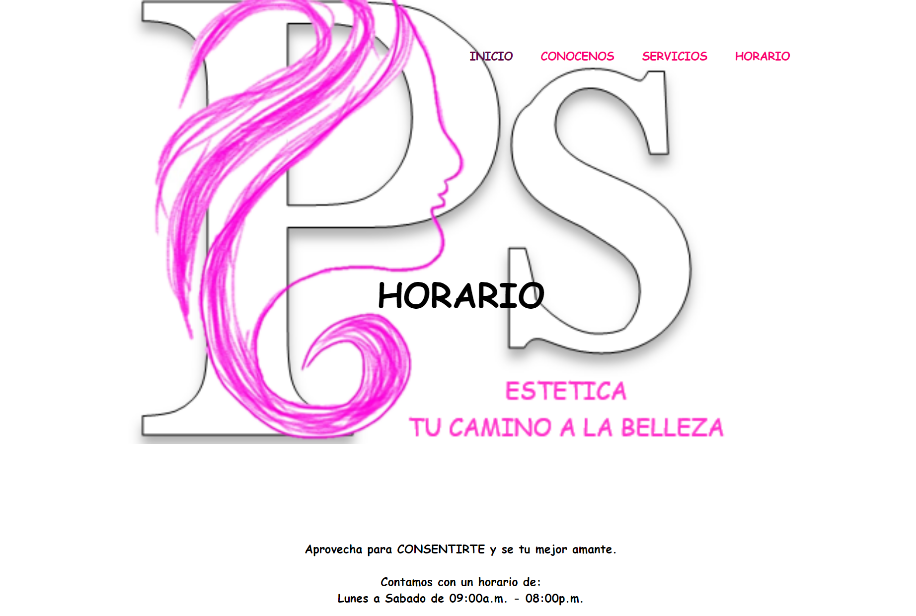 INICIO CONOCENOS SERVICIOS HORARIO
Ps
HORARIO
ESTETICA
TU CAMINO A LA BELLEZA
Aprovecha para CONSENTIRTE y se tu mejor amante.
Contamos con un horario de:
Lunes a Sabado de 09:00a.m. - 08:00p.m.